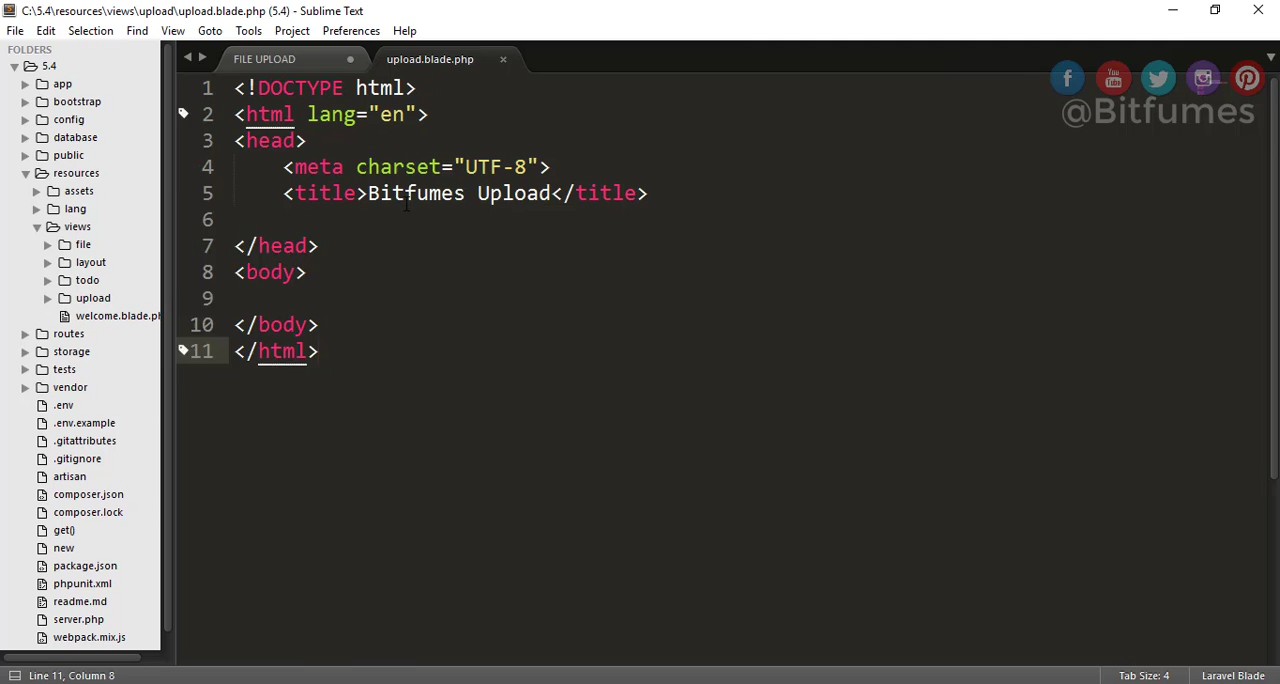 C:\5.4\resources\views\upload\upload.blade.php (5.4) - Sublime Text
File Edit Selection Find View Goto Tools Project Preferences Help
FOLDERS
5.4
app
bootstrap
config
database
public
resources
assets
lang
views
file
layout
todo
upload
welcome.blade.ph
routes
storage
tests
vendor
.env
.env.example
.gitattributes
.gitignore
artisan
composer.json
composer.lock
get()
new
package.json
phpunit.xml
readme.md
server.php
webpack.mix.js
FILE UPLOAD
upload.blade.php
You
@Bitfumes
1 <!DOCTYPE html>
2 <html lang="en">
3 <head>
4 <meta charset="UTF-8">
5 <title>Bitfumes Upload</title>
6
7 </head>
8 <body>
9
10 </body>
11 </html>
Line 11, Column 8
Tab Size: 4
Laravel Blade